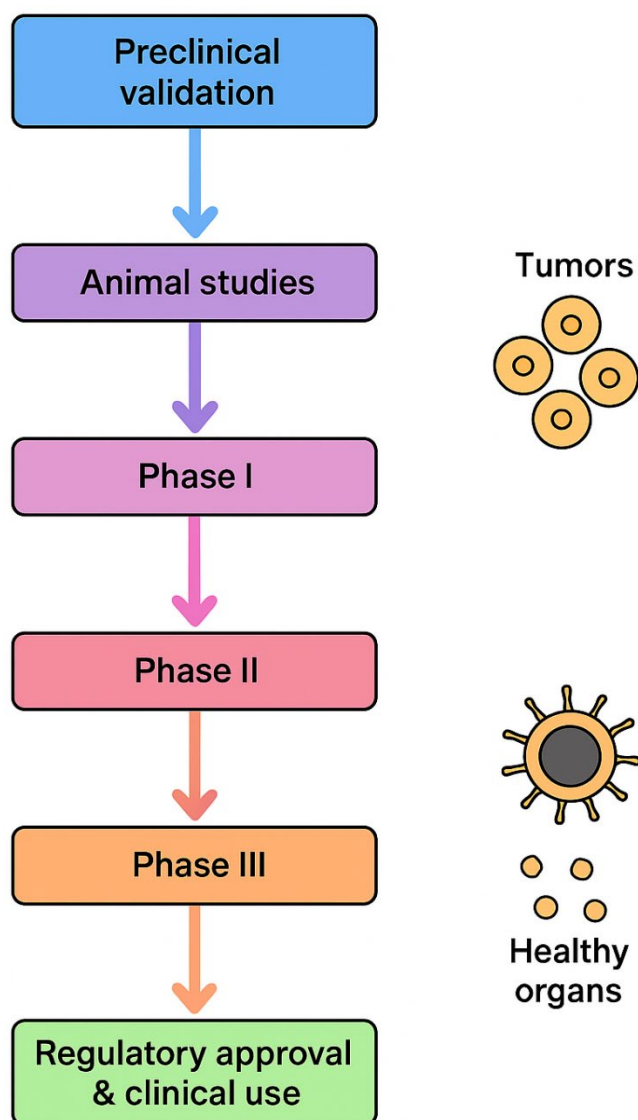 Preclinical
validation
Animal studies
Tumors
Phase I
Phase II
Phase III
Healthy
organs
Regulatory approval
& clinical use